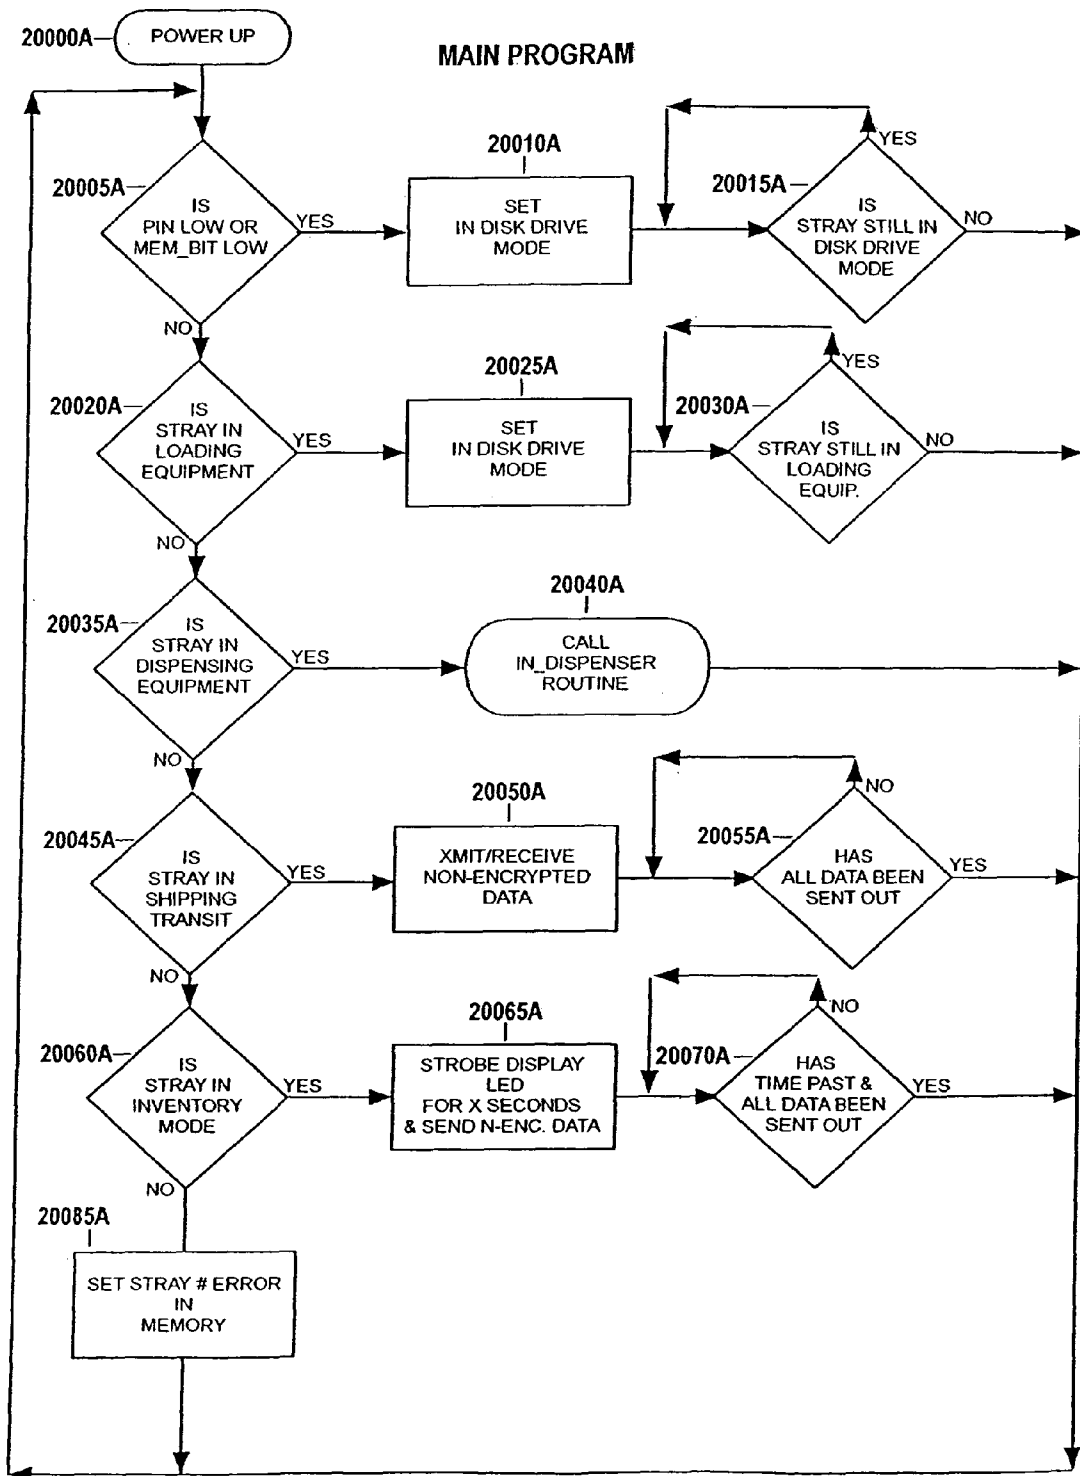 20000A
POWER UP
MAIN PROGRAM
20005A
IS
PIN LOW OR
MEM_BIT LOW
YES
NO
20010A
SET
IN DISK DRIVE
MODE
20015A
IS
STRAY STILL IN
DISK DRIVE
MODE
YES
NO
20020A
IS
STRAY IN
LOADING
EQUIPMENT
YES
NO
20025A
SET
IN DISK DRIVE
MODE
20030A
IS
STRAY STILL IN
LOADING
EQUIP.
YES
NO
20035A
IS
STRAY IN
DISPENSING
EQUIPMENT
YES
NO
20040A
CALL
IN_DISPENSER
ROUTINE
20045A
IS
STRAY IN
SHIPPING
TRANSIT
YES
NO
20050A
XMIT/RECEIVE
NON-ENCRYPTED
DATA
20055A
HAS
ALL DATA BEEN
SENT OUT
NO
YES
20060A
IS
STRAY IN
INVENTORY
MODE
YES
NO
20065A
STROBE DISPLAY
LED
FOR X SECONDS
& SEND N-ENC. DATA
20070A
HAS
TIME PAST &
ALL DATA BEEN
SENT OUT
NO
YES
20085A
SET STRAY # ERROR
IN
MEMORY